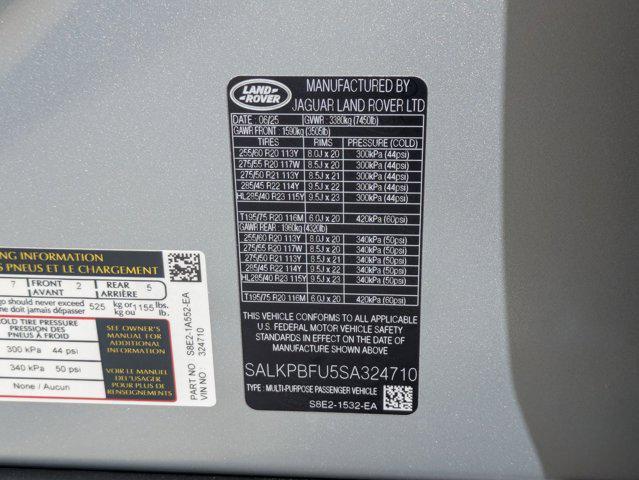 LAND ROVER
MANUFACTURED BY
JAGUAR LAND ROVER LTD
DATE : 06/25 GVWR : 3380kg (7450lb)
GAWR FRONT : 1590kg (3505lb)
TIRES RIMS PRESSURE (COLD)
255/60 R20 113Y 8.0J x 20 300kPa (44psi)
275/55 R20 117W 8.5J x 20 300kPa (44psi)
275/50 R21 113Y 8.5J x 21 300kPa (44psi)
285/45 R22 114Y 9.5J x 22 300kPa (44psi)
HL285/40 R23 115Y 9.5J x 23 300kPa (44psi)
T195/75 R20 116M 6.0J x 20 420kPa (60psi)
GAWR REAR : 1960kg (4320lb)
255/60 R20 113Y 8.0J x 20 340kPa (50psi)
275/55 R20 117W 8.5J x 20 340kPa (50psi)
275/50 R21 113Y 8.5J x 21 340kPa (50psi)
285/45 R22 114Y 9.5J x 22 340kPa (50psi)
HL285/40 R23 115Y 9.5J x 23 340kPa (50psi)
T195/75 R20 116M 6.0J x 20 420kPa (60psi)
THIS VEHICLE CONFORMS TO ALL APPLICABLE
U.S. FEDERAL MOTOR VEHICLE SAFETY
STANDARDS IN EFFECT ON THE DATE OF
MANUFACTURE SHOWN ABOVE.
SALKPBFU5SA324710
TYPE : MULTI-PURPOSE PASSENGER VEHICLE
S8E2-1532-EA
NG INFORMATION
PNEUS ET LE CHARGEMENT
7 FRONT 2 REAR 5
AVANT ARRIÈRE
go should never exceed 525 kg or 1155 lbs.
ne doit jamais dépasser kg ou lb.
OLD TIRE PRESSURE
PRESSION DES
PNEUS À FROID
300 kPa 44 psi
340 kPa 50 psi
None / Aucun
SEE OWNER'S
MANUAL FOR
ADDITIONAL
INFORMATION
VOIR LE MANUEL
DE L'USAGER
POUR PLUS DE
RENSEIGNEMENTS
PART NO S8E2-1A552-EA
VIN NO : 324710